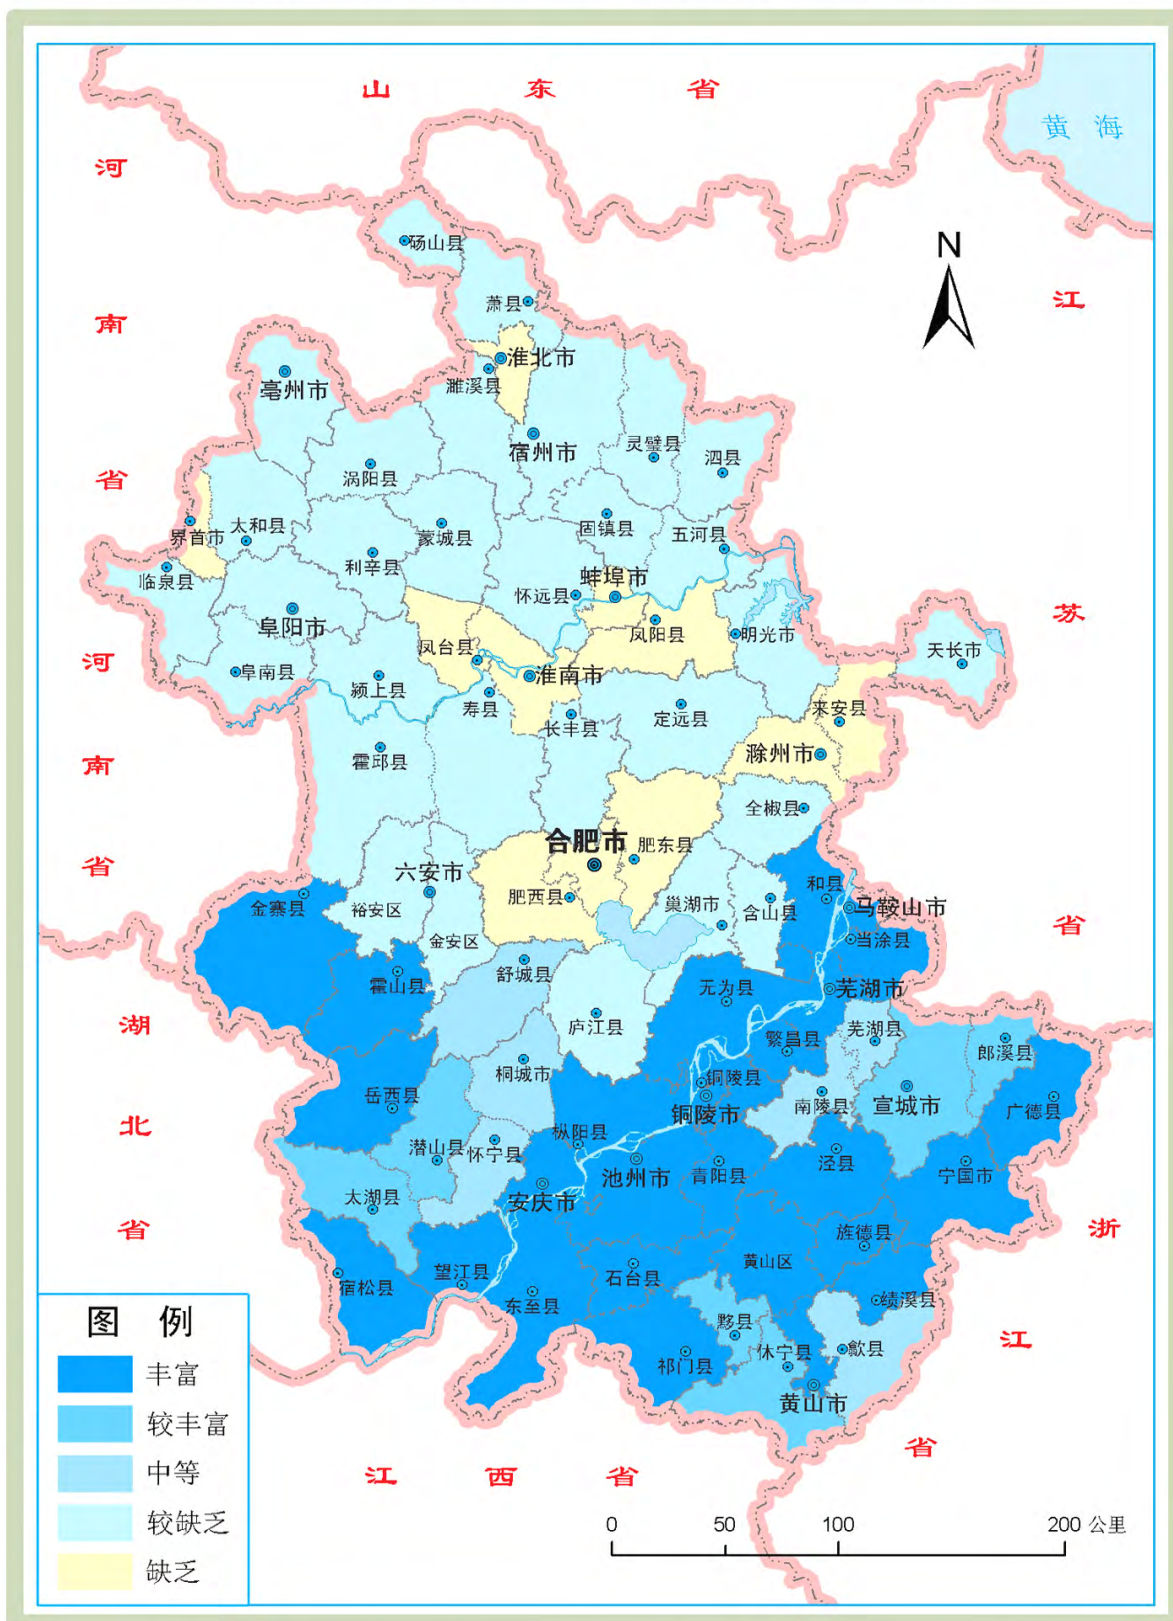 山 东 省
黄 海
河
砀山县
江
N
萧县
南
淮北市
濉溪县
亳州市
灵璧县
宿州市
泗县
涡阳县
省
固镇县
太和县
蒙城县
五河县
界首市
利辛县
临泉县
蚌埠市
怀远县
苏
阜阳市
凤阳县
明光市
凤台县
天长市
河
阜南县
淮南市
颍上县
寿县
来安县
定远县
长丰县
滁州市
霍邱县
南
全椒县
合肥市
肥东县
省
六安市
和县
肥西县
金寨县
裕安区
巢湖市
含山县
马鞍山市
省
金安区
当涂县
舒城县
霍山县
无为县
芜湖市
湖
庐江县
芜湖县
繁昌县
郎溪县
桐城市
铜陵县
岳西县
南陵县
宣城市
广德县
铜陵市
北
枞阳县
潜山县
怀宁县
泾县
池州市
青阳县
宁国市
太湖县
安庆市
省
旌德县
浙
黄山区
望江县
石台县
宿松县
东至县
绩溪县
图 例
黟县
江
歙县
休宁县
祁门县
丰富
黄山市
较丰富
省
中等
江 西 省
较缺乏
0 50 100 200 公里
缺乏